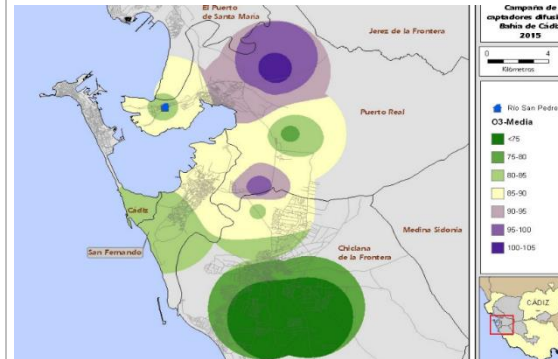 Campaña de
captadores difus
Bahía de Cádiz
2015
0 4
Kilómetros
El Puerto
de Santa María
Jerez de la Frontera
Puerto Real
Cádiz
San Fernando
Medina Sidonia
Chiclana
de la Frontera
Río San Pedro
O3-Media
<75
75-80
80-85
85-90
90-95
95-100
100-105
CÁDIZ